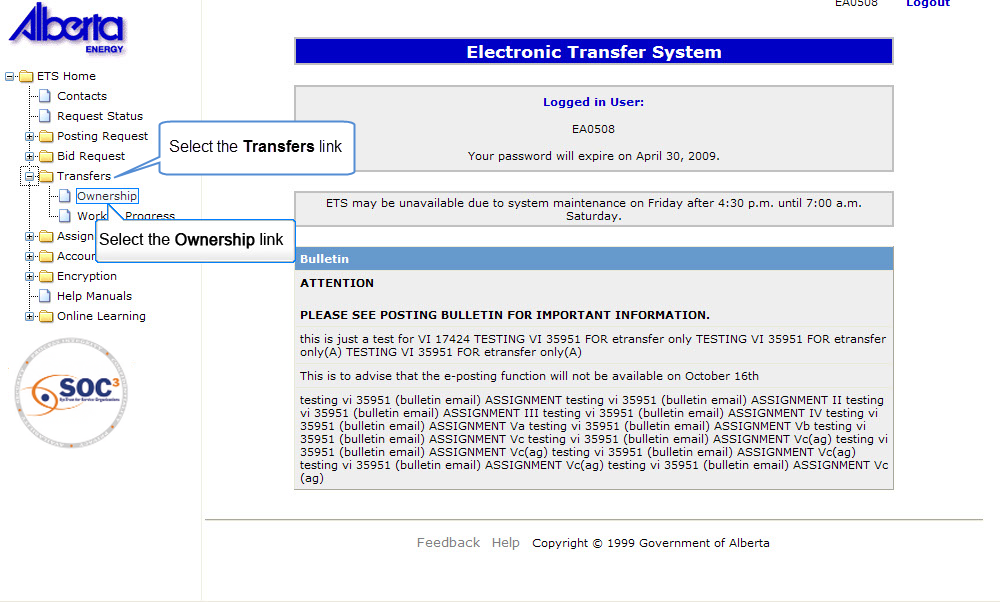 EA0508 Logout
Alberta
ENERGY
Electronic Transfer System
ETS Home
Contacts
Request Status
Posting Request
Bid Request
Transfers
Ownership
Progress
Encryption
Help Manuals
Online Learning
Select the Transfers link
Select the Ownership link
SOC3
SysTrust for Service Organizations
Logged in User:
EA0508
Your password will expire on April 30, 2009.
ETS may be unavailable due to system maintenance on Friday after 4:30 p.m. until 7:00 a.m.
Saturday.
Bulletin
ATTENTION
PLEASE SEE POSTING BULLETIN FOR IMPORTANT INFORMATION.
this is just a test for VI 17424 TESTING VI 35951 FOR etransfer only TESTING VI 35951 FOR etransfer
only(A) TESTING VI 35951 FOR etransfer only(A)
This is to advise that the e-posting function will not be available on October 16th
testing vi 35951 (bulletin email) ASSIGNMENT testing vi 35951 (bulletin email) ASSIGNMENT II testing
vi 35951 (bulletin email) ASSIGNMENT III testing vi 35951 (bulletin email) ASSIGNMENT IV testing vi
35951 (bulletin email) ASSIGNMENT Va testing vi 35951 (bulletin email) ASSIGNMENT Vb testing vi
35951 (bulletin email) ASSIGNMENT Vc testing vi 35951 (bulletin email) ASSIGNMENT Vc(ag) testing vi
35951 (bulletin email) ASSIGNMENT Vc(ag) testing vi 35951 (bulletin email) ASSIGNMENT Vc(ag)
testing vi 35951 (bulletin email) ASSIGNMENT Vc(ag) testing vi 35951 (bulletin email) ASSIGNMENT Vc
(ag)
Feedback Help Copyright © 1999 Government of Alberta